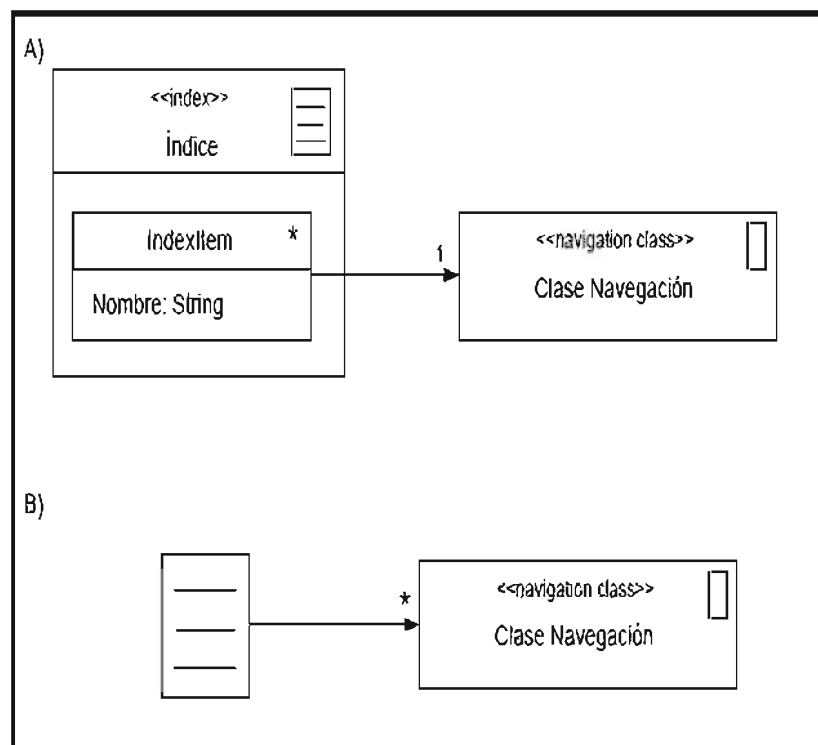 A)
<<index>>
Índice
IndexItem *
Nombre: String
1
<<navigation class>>
Clase Navegación
B)
*
<<navigation class>>
Clase Navegación